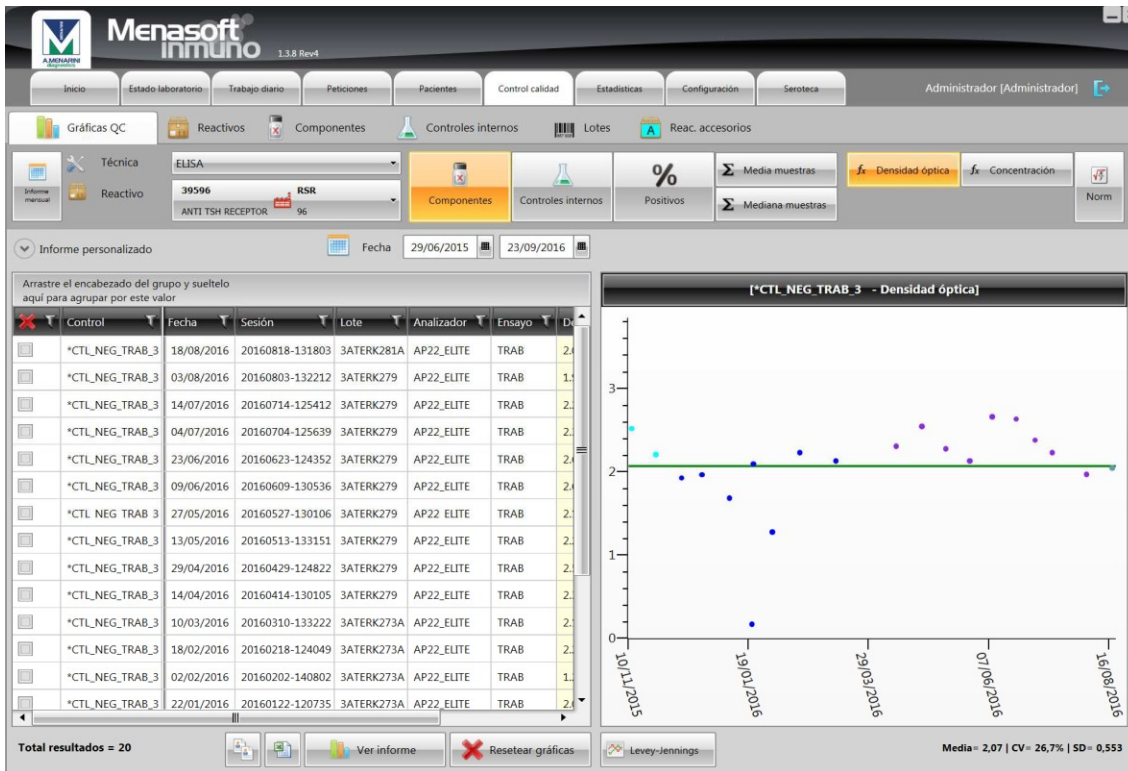 Menasoft
inmuno 1.3.8 Rev4
A.MENARINI
diagnostics
Inicio Estado laboratorio Trabajo diario Peticiones Pacientes Control calidad Estadísticas Configuración Seroteca Administrador [Administrador]
Gráficas QC Reactivos Componentes Controles internos Lotes A Reac. accesorios
Informe mensual
Técnica ELISA
Reactivo 39596 RSR
ANTI TSH RECEPTOR 96
Componentes Controles internos % Positivos
Σ Media muestras
Σ Mediana muestras
fx Densidad óptica fx Concentración
Norm
Informe personalizado Fecha 29/06/2015 23/09/2016
Arrastre el encabezado del grupo y sueltelo
aquí para agrupar por este valor
Control Fecha Sesión Lote Analizador Ensayo
*CTL_NEG_TRAB_3 18/08/2016 20160818-131803 3ATERK281A AP22_ELITE TRAB
*CTL_NEG_TRAB_3 03/08/2016 20160803-132212 3ATERK279 AP22_ELITE TRAB
*CTL_NEG_TRAB_3 14/07/2016 20160714-125412 3ATERK279 AP22_ELITE TRAB
*CTL_NEG_TRAB_3 04/07/2016 20160704-125639 3ATERK279 AP22_ELITE TRAB
*CTL_NEG_TRAB_3 23/06/2016 20160623-124352 3ATERK279 AP22_ELITE TRAB
*CTL_NEG_TRAB_3 09/06/2016 20160609-130536 3ATERK279 AP22_ELITE TRAB
*CTL_NEG_TRAB_3 27/05/2016 20160527-130106 3ATERK279 AP22_ELITE TRAB
*CTL_NEG_TRAB_3 13/05/2016 20160513-133151 3ATERK279 AP22_ELITE TRAB
*CTL_NEG_TRAB_3 29/04/2016 20160429-124822 3ATERK279 AP22_ELITE TRAB
*CTL_NEG_TRAB_3 14/04/2016 20160414-130105 3ATERK279 AP22_ELITE TRAB
*CTL_NEG_TRAB_3 10/03/2016 20160310-133222 3ATERK273A AP22_ELITE TRAB
*CTL_NEG_TRAB_3 18/02/2016 20160218-124049 3ATERK273A AP22_ELITE TRAB
*CTL_NEG_TRAB_3 02/02/2016 20160202-140802 3ATERK273A AP22_ELITE TRAB
*CTL_NEG_TRAB_3 22/01/2016 20160122-120735 3ATERK273A AP22_ELITE TRAB
[*CTL_NEG_TRAB_3 - Densidad óptica]
3
2
1
0
10/11/2015 19/01/2016 29/03/2016 07/06/2016 16/08/2016
Total resultados = 20 Ver informe Resetear gráficas Levey-Jennings Media= 2,07 | CV= 26,7% | SD= 0,553